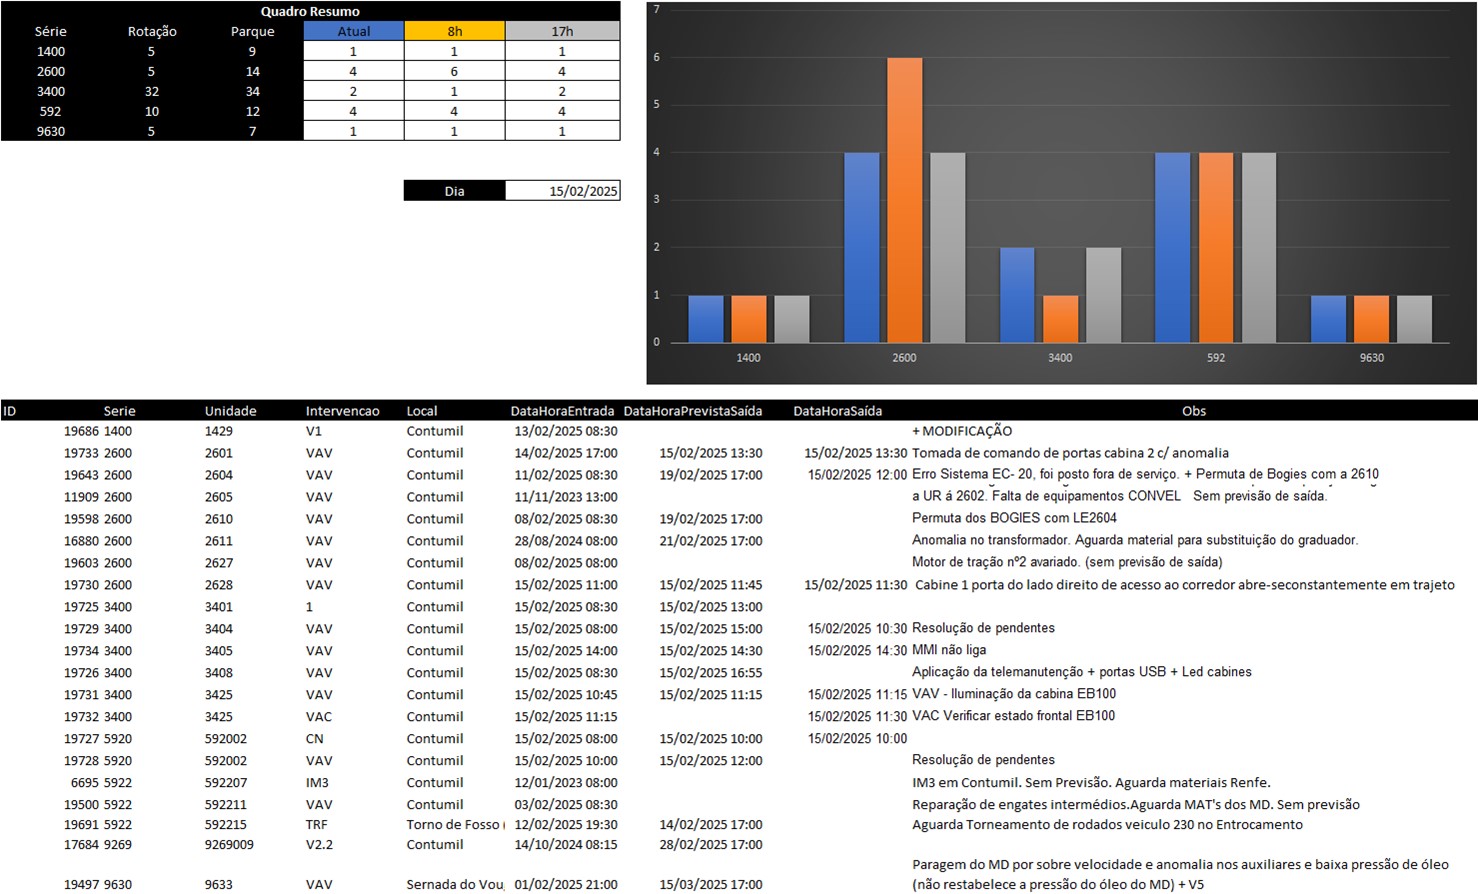 Quadro Resumo
Série Rotação Parque Atual 8h 17h
1400 5 9 1 1 1
2600 5 14 4 6 4
3400 32 34 2 1 2
592 10 12 4 4 4
9630 5 7 1 1 1
Dia 15/02/2025
7
6
5
4
3
2
1
0
1400 2600 3400 592 9630
ID Serie Unidade Intervencao Local DataHoraEntrada DataHoraPrevistaSaída DataHoraSaída Obs
19686 1400 1429 V1 Contumil 13/02/2025 08:30 + MODIFICAÇÃO
19733 2600 2601 VAV Contumil 14/02/2025 17:00 15/02/2025 13:30 15/02/2025 13:30 Tomada de comando de portas cabina 2 c/ anomalia
19643 2600 2604 VAV Contumil 11/02/2025 08:30 19/02/2025 17:00 15/02/2025 12:00 Erro Sistema EC- 20, foi posto fora de serviço. + Permuta de Bogies com a 2610
11909 2600 2605 VAV Contumil 11/11/2023 13:00 a UR á 2602. Falta de equipamentos CONVEL Sem previsão de saída.
19598 2600 2610 VAV Contumil 08/02/2025 08:30 19/02/2025 17:00 Permuta dos BOGIES com LE2604
16880 2600 2611 VAV Contumil 28/08/2024 08:00 21/02/2025 17:00 Anomalia no transformador. Aguarda material para substituição do graduador.
19603 2600 2627 VAV Contumil 08/02/2025 08:00 Motor de tração nº2 avariado. (sem previsão de saída)
19730 2600 2628 VAV Contumil 15/02/2025 11:00 15/02/2025 11:45 15/02/2025 11:30 Cabine 1 porta do lado direito de acesso ao corredor abre-seconstantemente em trajeto
19725 3400 3401 1 Contumil 15/02/2025 08:30 15/02/2025 13:00
19729 3400 3404 VAV Contumil 15/02/2025 08:00 15/02/2025 15:00 15/02/2025 10:30 Resolução de pendentes
19734 3400 3405 VAV Contumil 15/02/2025 14:00 15/02/2025 14:30 15/02/2025 14:30 MMI não liga
19726 3400 3408 VAV Contumil 15/02/2025 08:30 15/02/2025 16:55 Aplicação da telemanutenção + portas USB + Led cabines
19731 3400 3425 VAV Contumil 15/02/2025 10:45 15/02/2025 11:15 15/02/2025 11:15 VAV - Iluminação da cabina EB100
19732 3400 3425 VAC Contumil 15/02/2025 11:15 15/02/2025 11:30 VAC Verificar estado frontal EB100
19727 5920 592002 CN Contumil 15/02/2025 08:00 15/02/2025 10:00 15/02/2025 10:00
19728 5920 592002 VAV Contumil 15/02/2025 10:00 15/02/2025 12:00 Resolução de pendentes
6695 5922 592207 IM3 Contumil 12/01/2023 08:00 IM3 em Contumil. Sem Previsão. Aguarda materiais Renfe.
19500 5922 592211 VAV Contumil 03/02/2025 08:30 Reparação de engates intermédios.Aguarda MAT's dos MD. Sem previsão
19691 5922 592215 TRF Torno de Fosso ( 12/02/2025 19:30 14/02/2025 17:00 Aguarda Torneamento de rodados veiculo 230 no Entrocamento
17684 9269 9269009 V2.2 Contumil 14/10/2024 08:15 28/02/2025 17:00
Paragem do MD por sobre velocidade e anomalia nos auxiliares e baixa pressão de óleo
19497 9630 9633 VAV Sernada do Vou 01/02/2025 21:00 15/03/2025 17:00 (não restabelece a pressão do óleo do MD) + V5